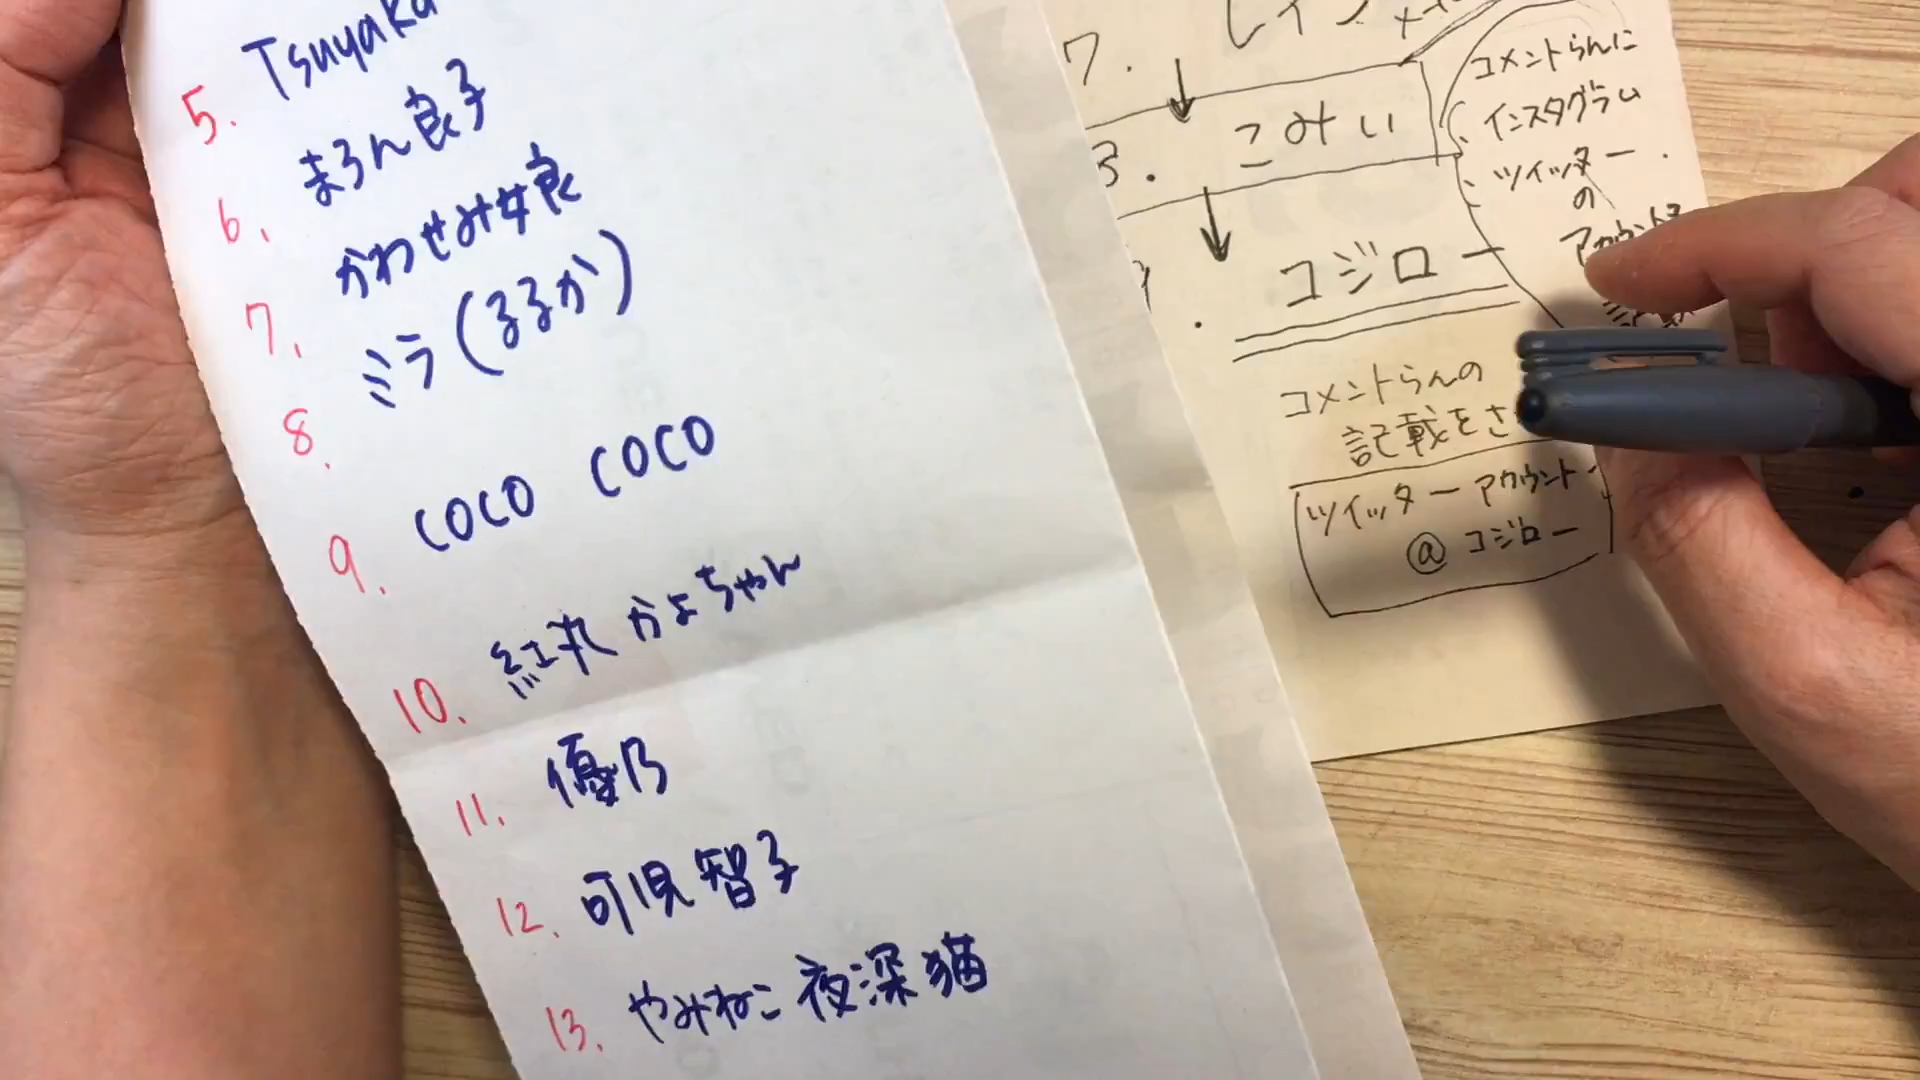 Tsuyaka
5. まろん良子
6. かわせみ娘
7. ミラ(るるか)
8.
9. COCO COCO
10. 紅丸 かよちゃん
11. 優乃
12. 可児智子
13. やみねこ 夜深猫
7. レイン
こみい
コジロー
コメントらんに
インスタグラム
ツイッター
の
コメントらんの
記載をさ
ツイッターアカウント
@コジロー